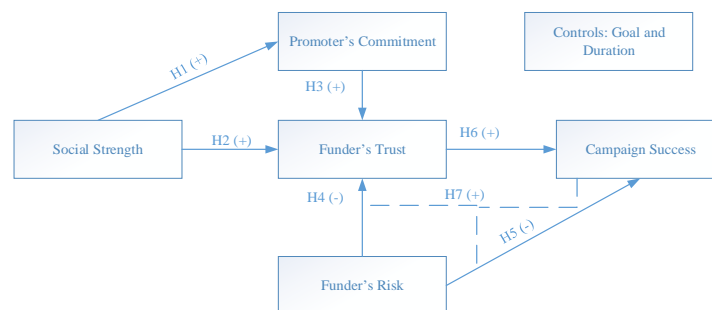 Promoter's Commitment
Controls: Goal and
Duration
H1 (+)
H3 (+)
Social Strength
H2 (+)
Funder's Trust
H6 (+)
Campaign Success
H4 (-)
H7 (+)
H5 (-)
Funder's Risk